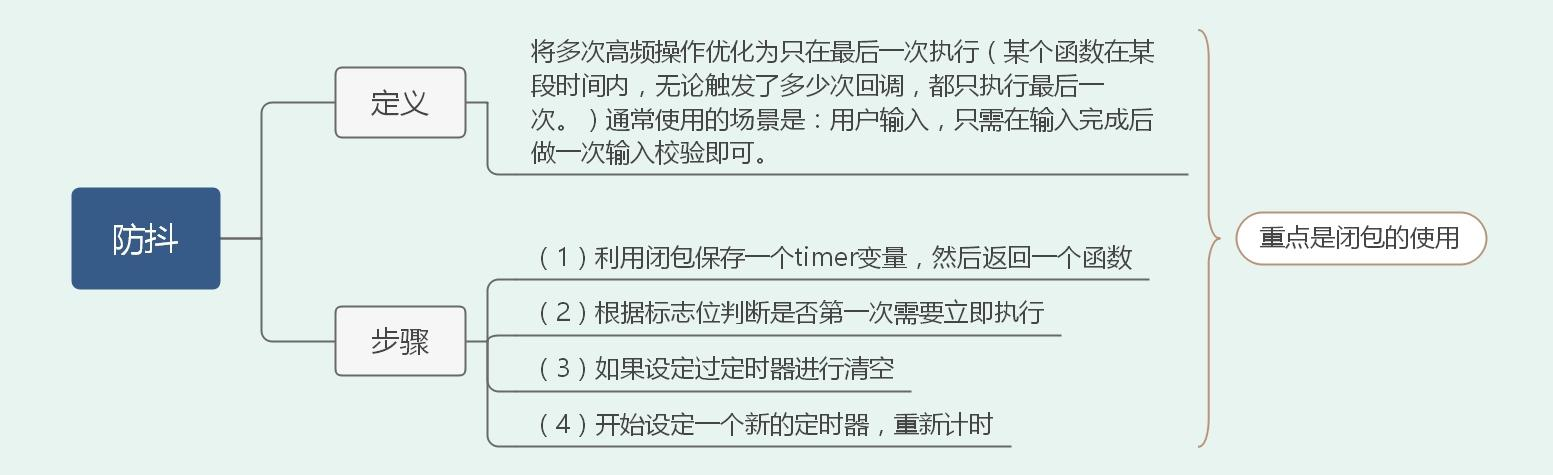 防抖
定义
将多次高频操作优化为只在最后一次执行（某个函数在某
段时间内，无论触发了多少次回调，都只执行最后一
次。）通常使用的场景是：用户输入，只需在输入完成后
做一次输入校验即可。
步骤
（1）利用闭包保存一个timer变量，然后返回一个函数
（2）根据标志位判断是否第一次需要立即执行
（3）如果设定过定时器进行清空
（4）开始设定一个新的定时器，重新计时
重点是闭包的使用